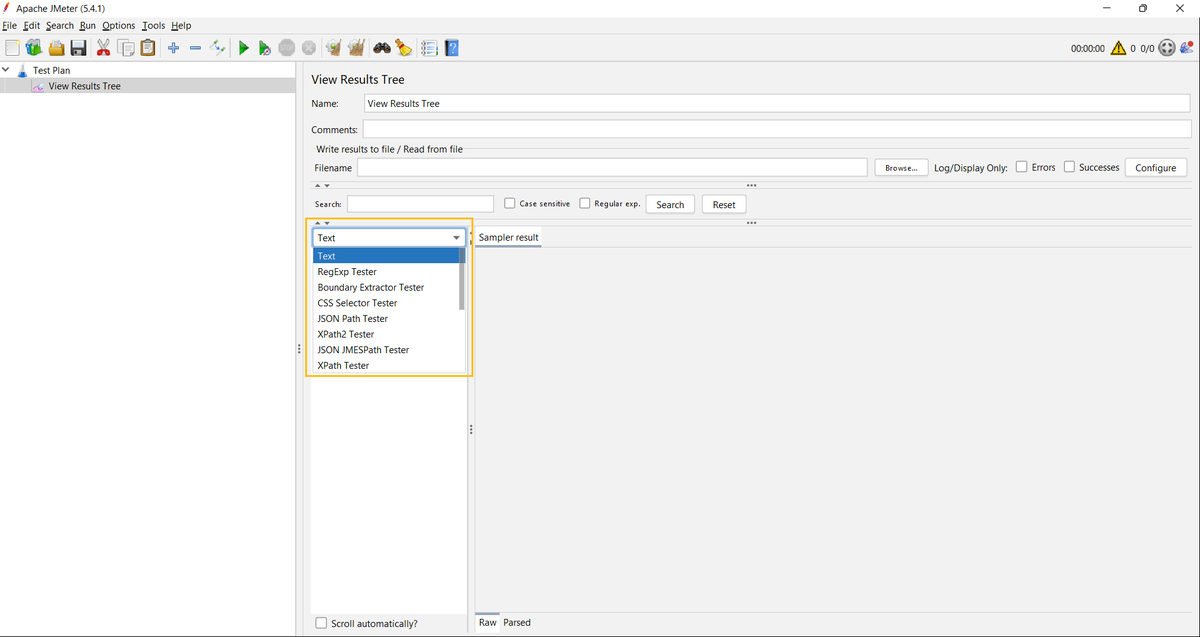 Apache JMeter (5.4.1)
File Edit Search Run Options Tools Help
00:00:00 0 0/0
Test Plan
View Results Tree
View Results Tree
Name: View Results Tree
Comments:
Write results to file / Read from file
Filename Browse... Log/Display Only: Errors Successes Configure
Search: Case sensitive Regular exp. Search Reset
Text Sampler result
Text
RegExp Tester
Boundary Extractor Tester
CSS Selector Tester
JSON Path Tester
XPath2 Tester
JSON JMESPath Tester
XPath Tester
Scroll automatically? Raw Parsed